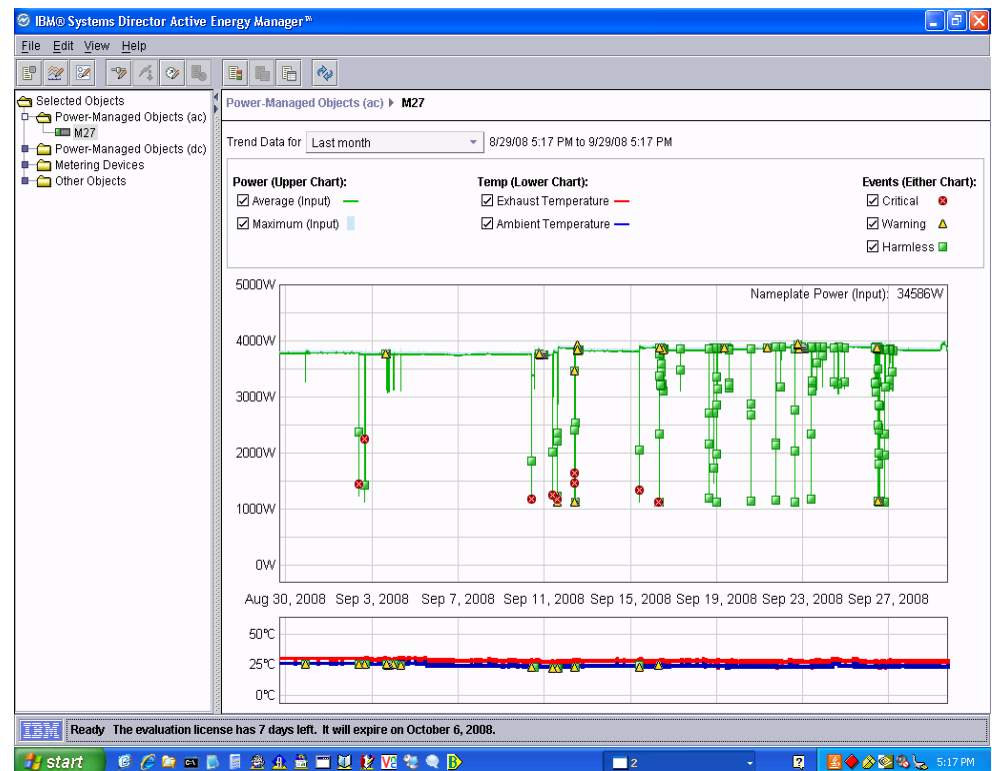 IBM® Systems Director Active Energy Manager™
File Edit View Help
Selected Objects
Power-Managed Objects (ac)
M27
Power-Managed Objects (dc)
Metering Devices
Other Objects
Power-Managed Objects (ac) M27
Trend Data for Last month 8/29/08 5:17 PM to 9/29/08 5:17 PM
Power (Upper Chart): Temp (Lower Chart): Events (Either Chart):
Average (Input) Exhaust Temperature Critical
Maximum (Input) Ambient Temperature Warning
Harmless
5000W
Nameplate Power (Input): 34586W
4000W
3000W
2000W
1000W
0W
Aug 30, 2008 Sep 3, 2008 Sep 7, 2008 Sep 11, 2008 Sep 15, 2008 Sep 19, 2008 Sep 23, 2008 Sep 27, 2008
50°C
25°C
0°C
IBM Ready The evaluation license has 7 days left. It will expire on October 6, 2008.
start 2 5:17 PM